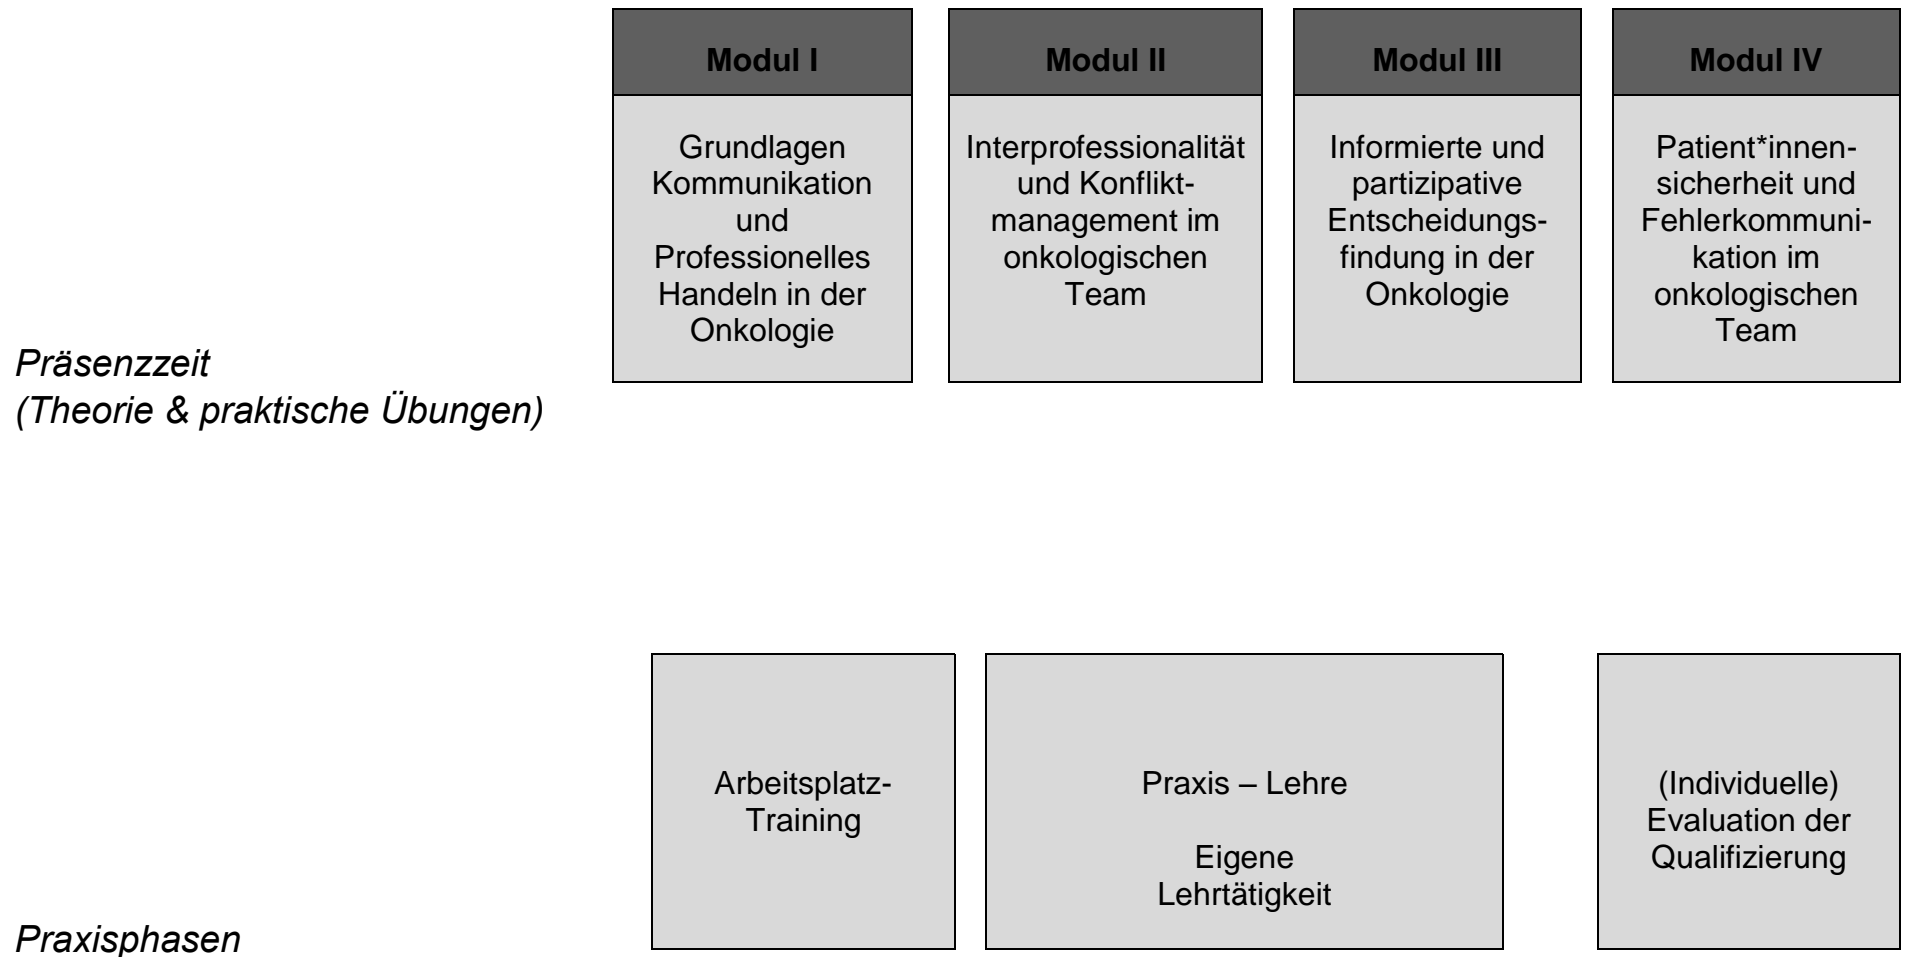 Modul I
Grundlagen
Kommunikation
und
Professionelles
Handeln in der
Onkologie
Modul II
Interprofessionalität
und Konflikt-
management im
onkologischen
Team
Modul III
Informierte und
partizipative
Entscheidungs-
findung in der
Onkologie
Modul IV
Patient*innen-
sicherheit und
Fehlerkommuni-
kation im
onkologischen
Team
Präsenzzeit
(Theorie & praktische Übungen)
Arbeitsplatz-
Training
Praxis – Lehre
Eigene
Lehrtätigkeit
(Individuelle)
Evaluation der
Qualifizierung
Praxisphasen